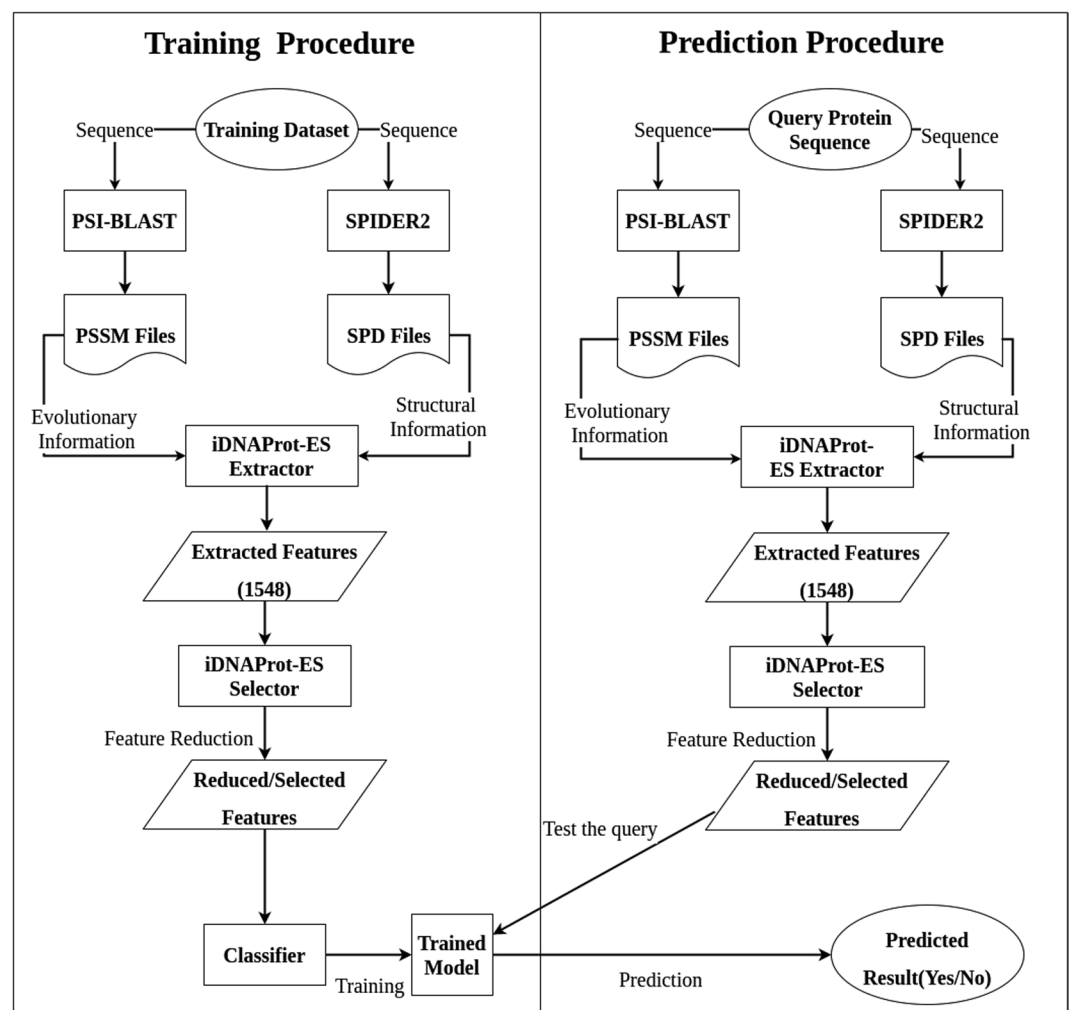 Training Procedure
Sequence
Training Dataset
Sequence
PSI-BLAST
SPIDER2
PSSM Files
SPD Files
Evolutionary
Information
Structural
Information
iDNAProt-ES
Extractor
Extracted Features
(1548)
iDNAProt-ES
Selector
Feature Reduction
Reduced/Selected
Features
Classifier
Training
Trained
Model
Prediction Procedure
Sequence
Query Protein
Sequence
Sequence
PSI-BLAST
SPIDER2
PSSM Files
SPD Files
Evolutionary
Information
Structural
Information
iDNAProt-
ES Extractor
Extracted Features
(1548)
iDNAProt-ES
Selector
Feature Reduction
Reduced/Selected
Features
Test the query
Prediction
Predicted
Result(Yes/No)